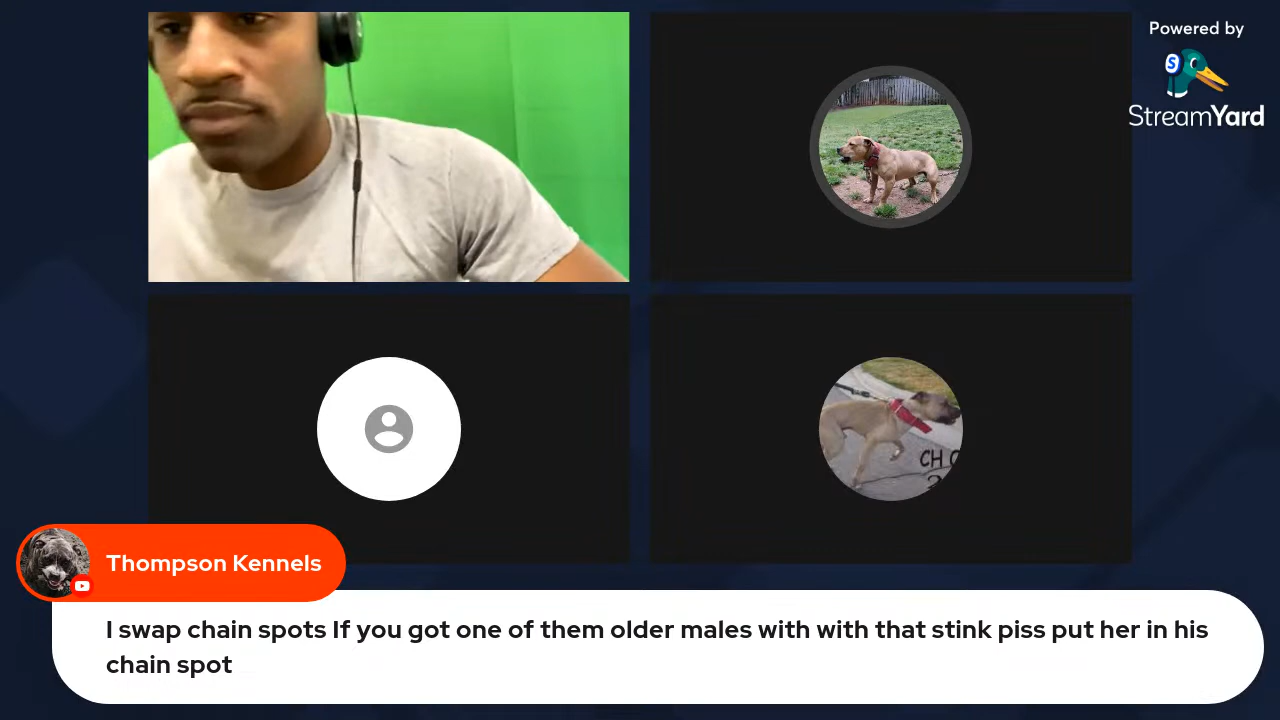 Powered by
StreamYard
CH C
Thompson Kennels
I swap chain spots If you got one of them older males with with that stink piss put her in his
chain spot